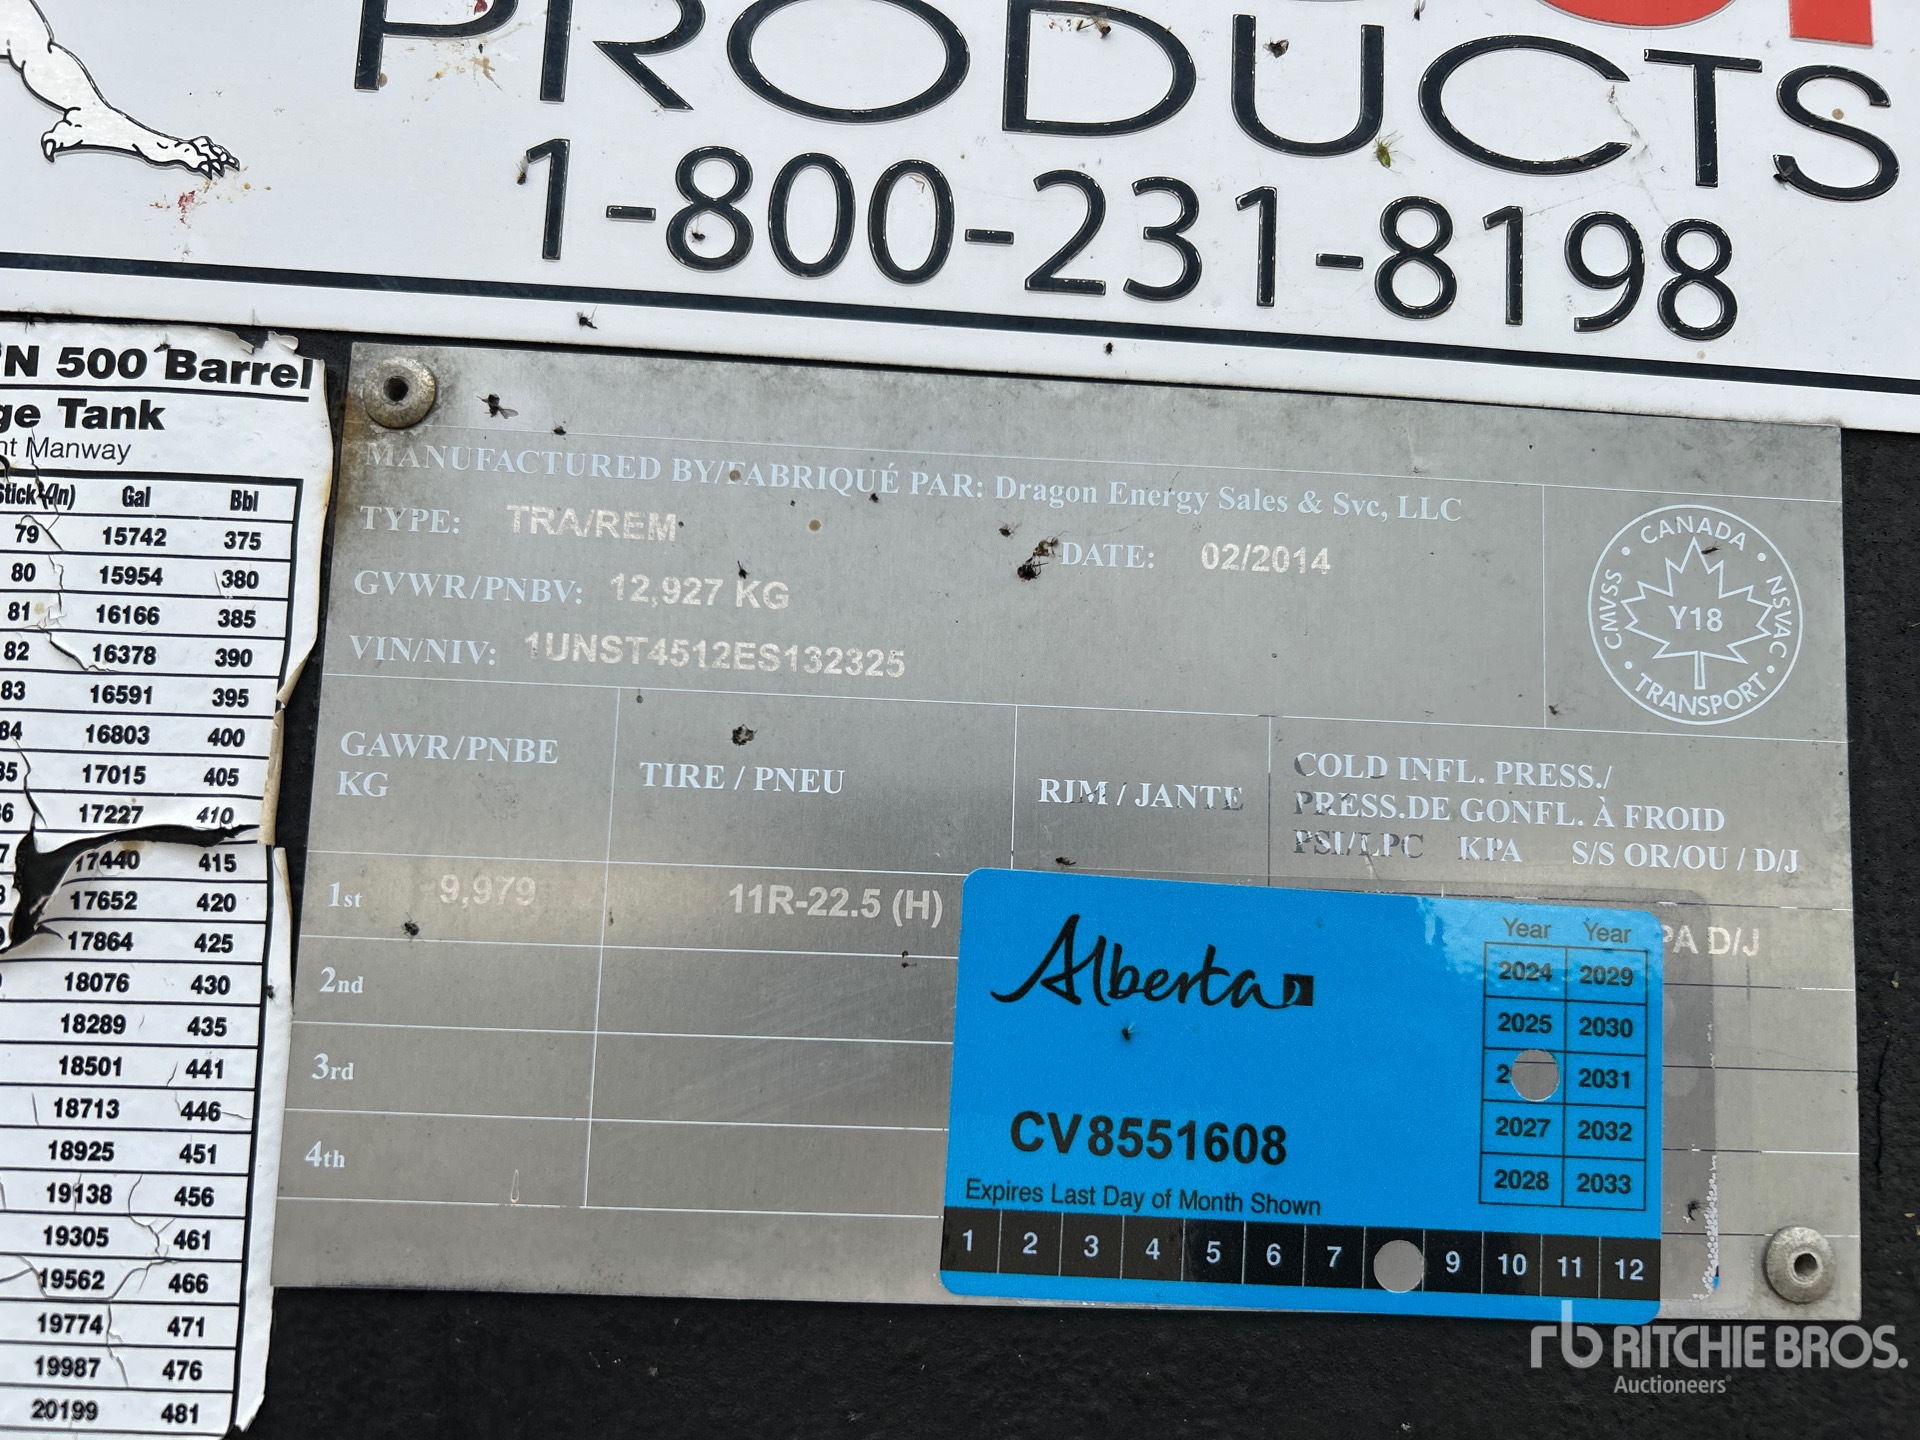 PRODUCTS
1-800-231-8198
N 500 Barrel
Tank
Manway
Stick (In) Gal Bbl
79 15742 375
80 15954 380
81 16166 385
82 16378 390
83 16591 395
84 16803 400
17015 405
17227 410
17440 415
17652 420
17864 425
18076 430
18289 435
18501 441
18713 446
18925 451
19138 456
19305 461
19562 466
19774 471
19987 476
20199 481
MANUFACTURED BY/FABRIQUÉ PAR: Dragon Energy Sales & Svc, LLC
TYPE: TRA/REM
DATE: 02/2014
GVWR/PNBV: 12,927 KG
VIN/NIV: 1UNST4512ES132325
CANADA
CMVSS
NSVAC
Y18
TRANSPORT
GAWR/PNBE
KG
TIRE / PNEU
RIM / JANTE
COLD INFL. PRESS./
PRESS.DE GONFL. À FROID
PSI/LPC KPA S/S OR/OU / D/J
1st 9,979 11R-22.5 (H) D/J
2nd
3rd
4th
Alberta
Year Year
2024 2029
2025 2030
2031
2027 2032
2028 2033
CV8551608
Expires Last Day of Month Shown
1 2 3 4 5 6 7 9 10 11 12
rb RITCHIE BROS.
Auctioneers